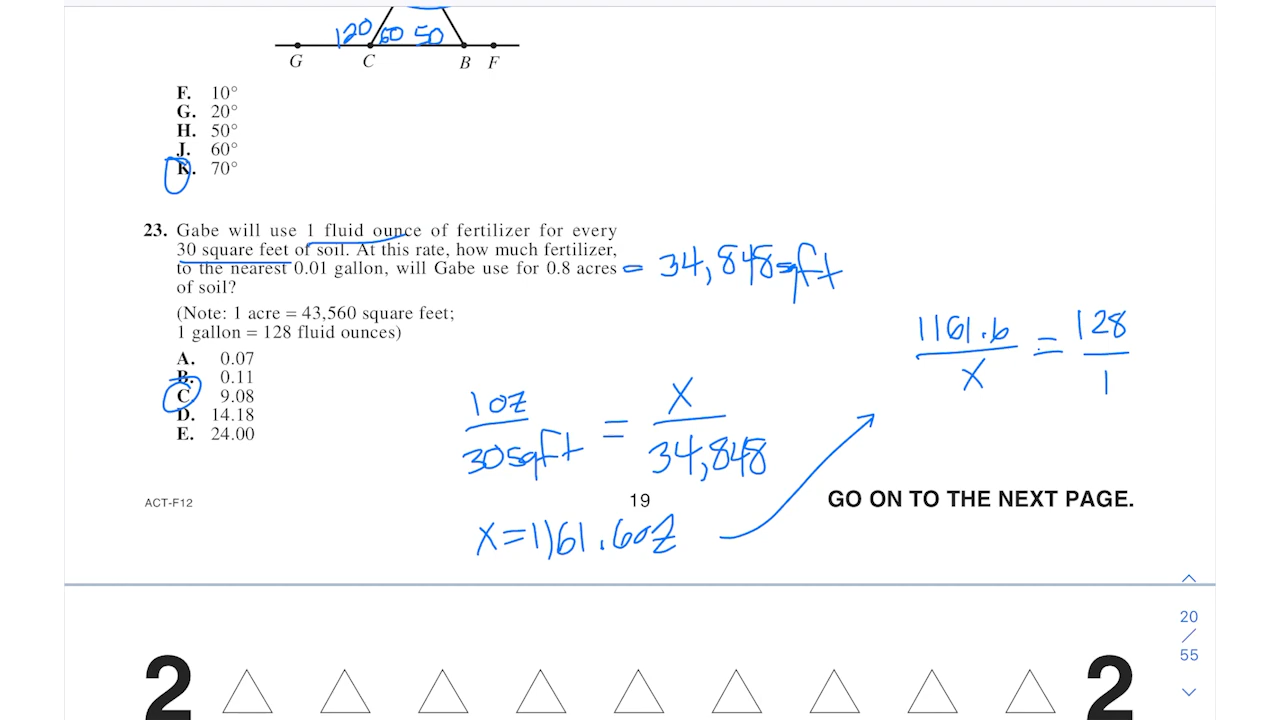 120 60 50
G C B F
F. 10°
G. 20°
H. 50°
J. 60°
K. 70°
23. Gabe will use 1 fluid ounce of fertilizer for every
30 square feet of soil. At this rate, how much fertilizer,
to the nearest 0.01 gallon, will Gabe use for 0.8 acres
of soil?
= 34,848 sqft
(Note: 1 acre = 43,560 square feet;
1 gallon = 128 fluid ounces)
A. 0.07
B. 0.11
C. 9.08
D. 14.18
E. 24.00
1oz X
30sqft = 34,848
x=1161.6oz
1161.6 = 128
X 1
ACT-F12
19
GO ON TO THE NEXT PAGE.
20
/
55
2 2